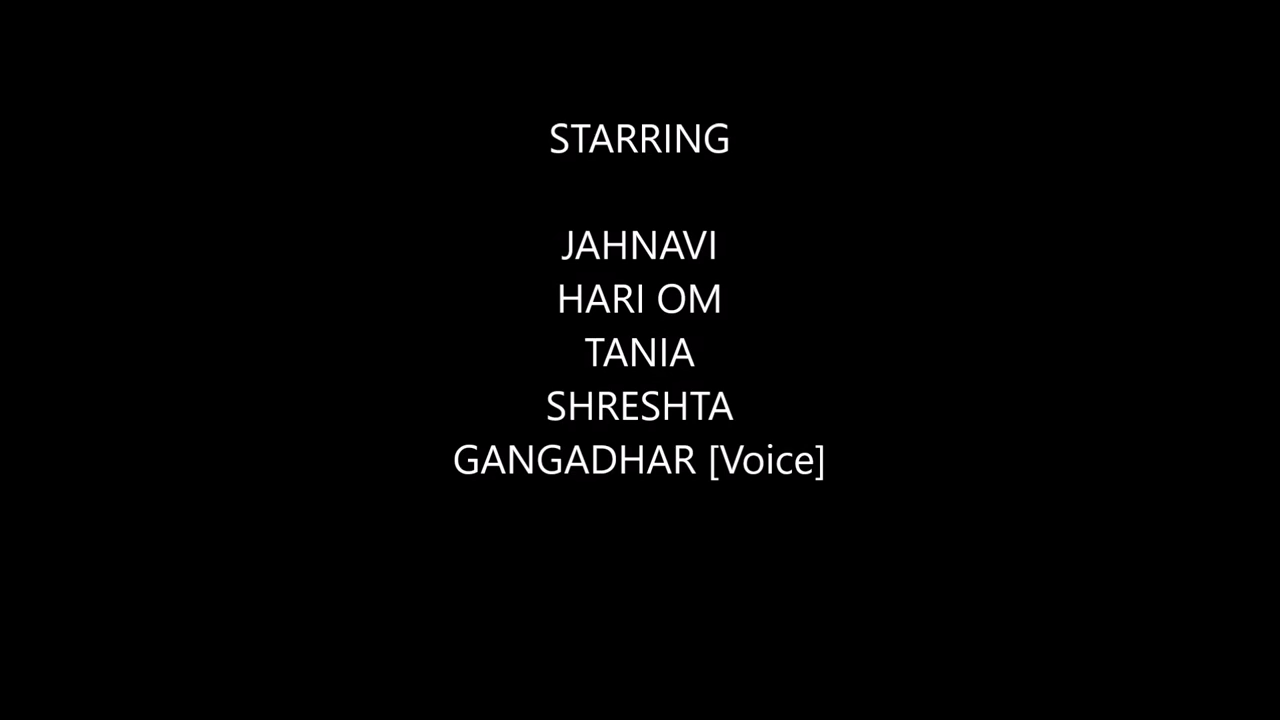 STARRING
JAHNAVI
HARI OM
TANIA
SHRESHTA
GANGADHAR [Voice]